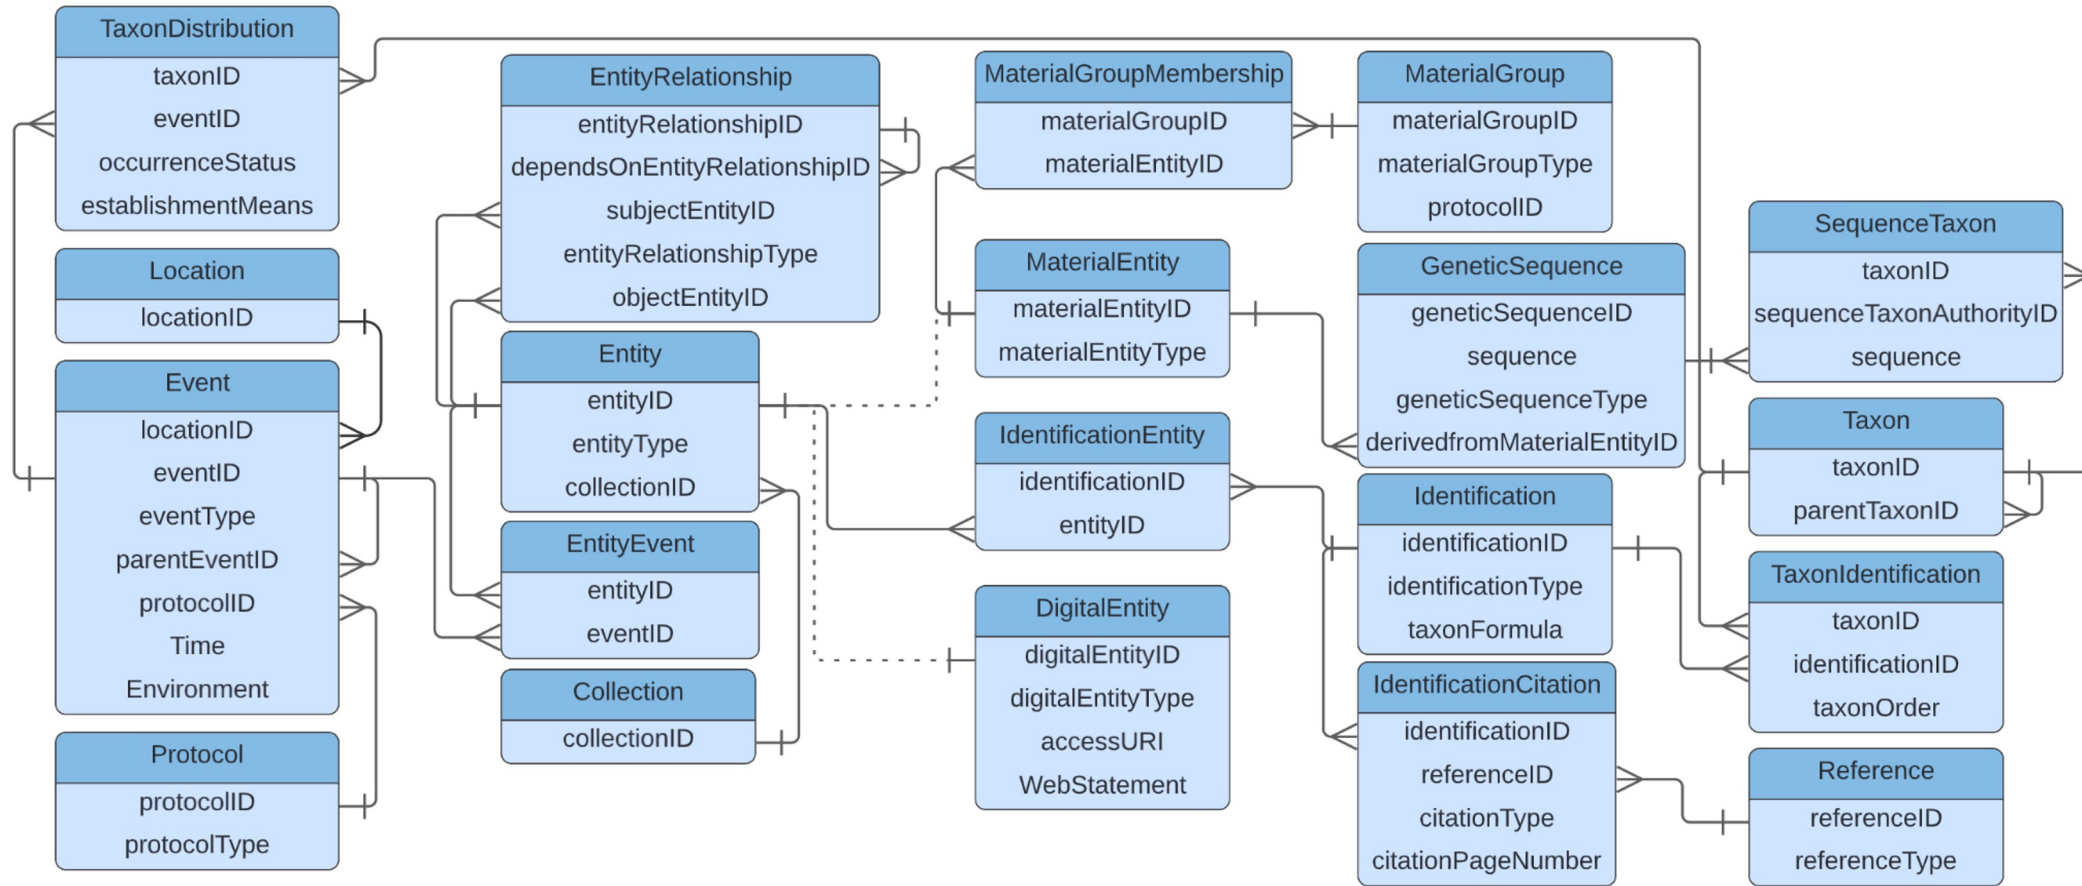 TaxonDistribution
taxonID
eventID
occurrenceStatus
establishmentMeans
Location
locationID
Event
locationID
eventID
eventType
parentEventID
protocolID
Time
Environment
Protocol
protocolID
protocolType
EntityRelationship
entityRelationshipID
dependsOnEntityRelationshipID
subjectEntityID
entityRelationshipType
objectEntityID
Entity
entityID
entityType
collectionID
EntityEvent
entityID
eventID
Collection
collectionID
MaterialGroupMembership
materialGroupID
materialEntityID
MaterialEntity
materialEntityID
materialEntityType
IdentificationEntity
identificationID
entityID
DigitalEntity
digitalEntityID
digitalEntityType
accessURI
WebStatement
MaterialGroup
materialGroupID
materialGroupType
protocolID
GeneticSequence
geneticSequenceID
sequence
geneticSequenceType
derivedfromMaterialEntityID
Identification
identificationID
identificationType
taxonFormula
IdentificationCitation
identificationID
referenceID
citationType
citationPageNumber
SequenceTaxon
taxonID
sequenceTaxonAuthorityID
sequence
Taxon
taxonID
parentTaxonID
TaxonIdentification
taxonID
identificationID
taxonOrder
Reference
referenceID
referenceType